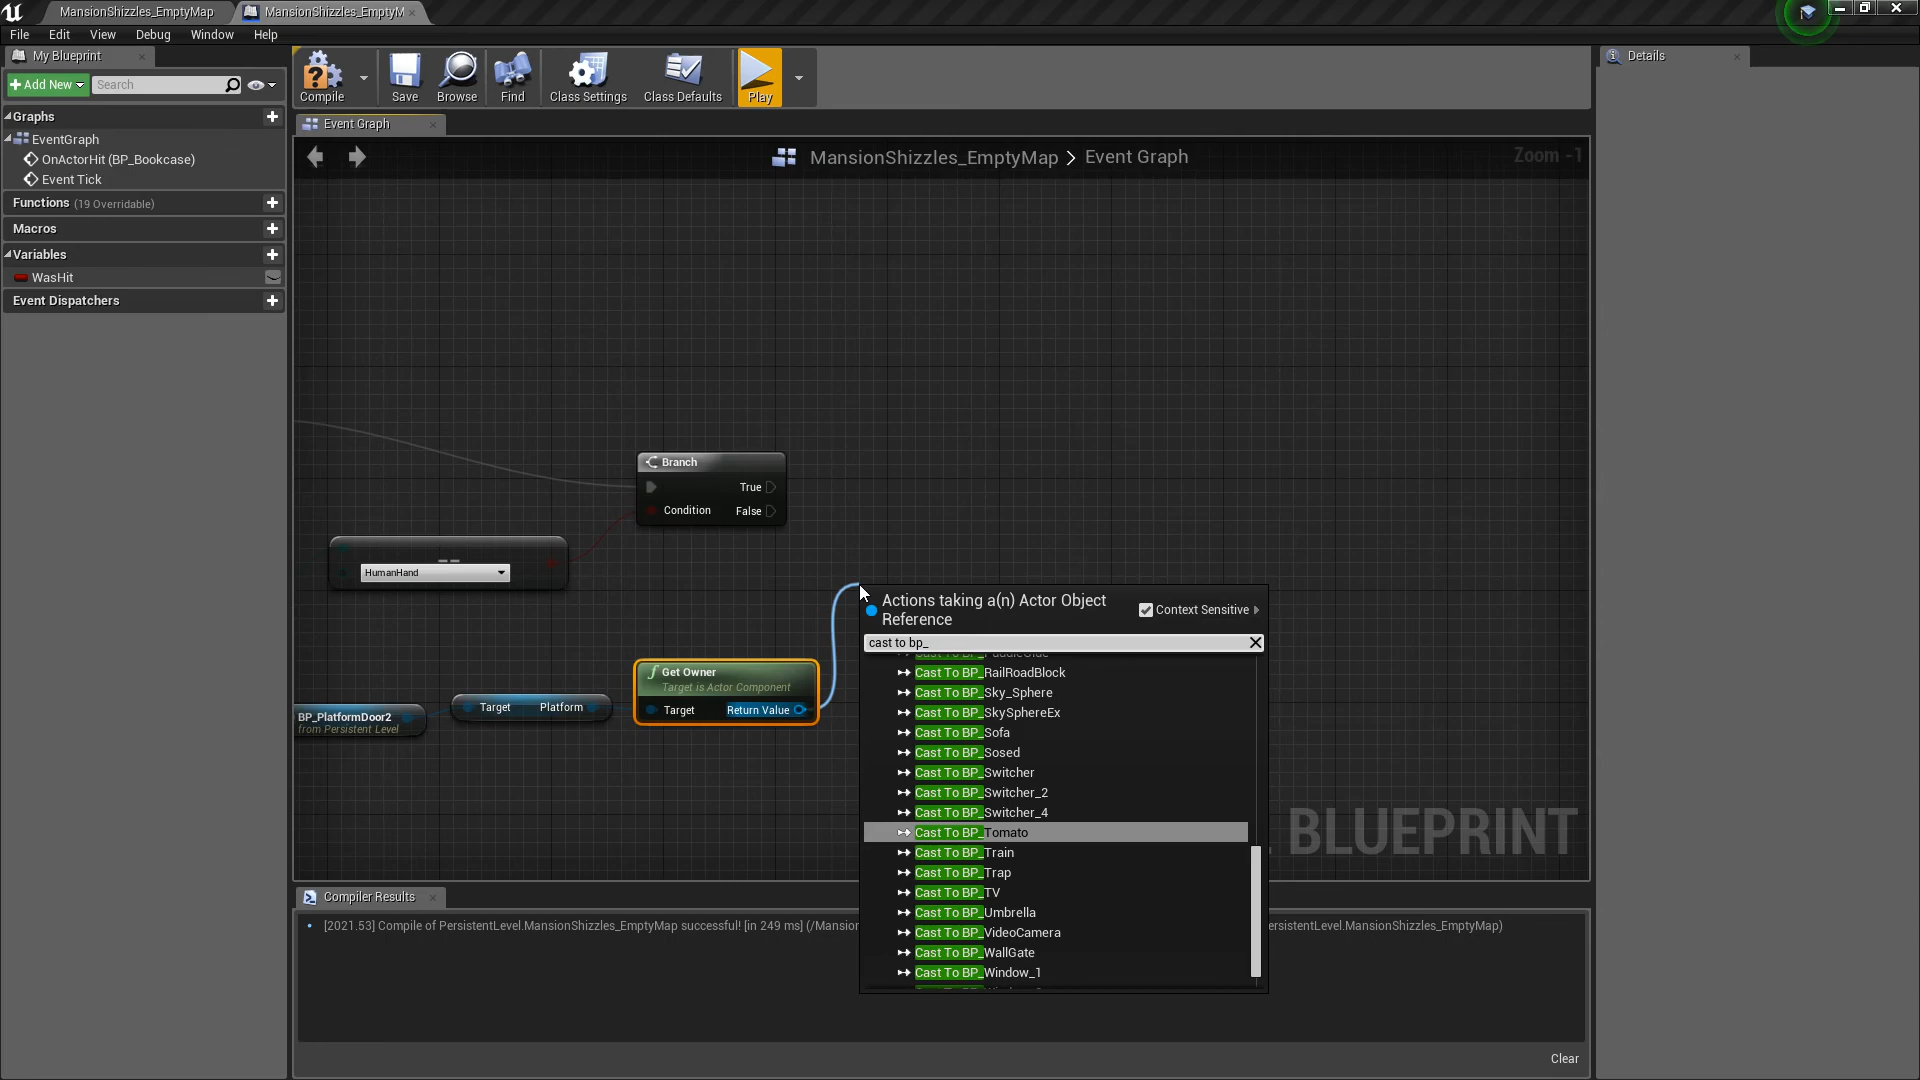 MansionShizzles_EmptyMap
MansionShizzles_EmptyM
File Edit View Debug Window Help
My Blueprint
Add New
Search
Compile
Save
Browse
Find
Class Settings
Class Defaults
Play
Details
Graphs
EventGraph
OnActorHit (BP_Bookcase)
Event Tick
Functions (19 Overridable)
Macros
Variables
WasHit
Event Dispatchers
Event Graph
MansionShizzles_EmptyMap > Event Graph
Zoom -1
Branch
True
Condition
False
==
HumanHand
BP_PlatformDoor2
from Persistent Level
Target Platform
Get Owner
Target is Actor Component
Target Return Value
Actions taking a(n) Actor Object
Reference
Context Sensitive
cast to bp_
Cast To BP_RailRoadBlock
Cast To BP_Sky_Sphere
Cast To BP_SkySphereEx
Cast To BP_Sofa
Cast To BP_Sosed
Cast To BP_Switcher
Cast To BP_Switcher_2
Cast To BP_Switcher_4
Cast To BP_Tomato
Cast To BP_Train
Cast To BP_Trap
Cast To BP_TV
Cast To BP_Umbrella
Cast To BP_VideoCamera
Cast To BP_WallGate
Cast To BP_Window_1
BLUEPRINT
Compiler Results
[2021.53] Compile of PersistentLevel.MansionShizzles_EmptyMap successful! [in 249 ms] (/Mansion
ersistentLevel.MansionShizzles_EmptyMap)
Clear